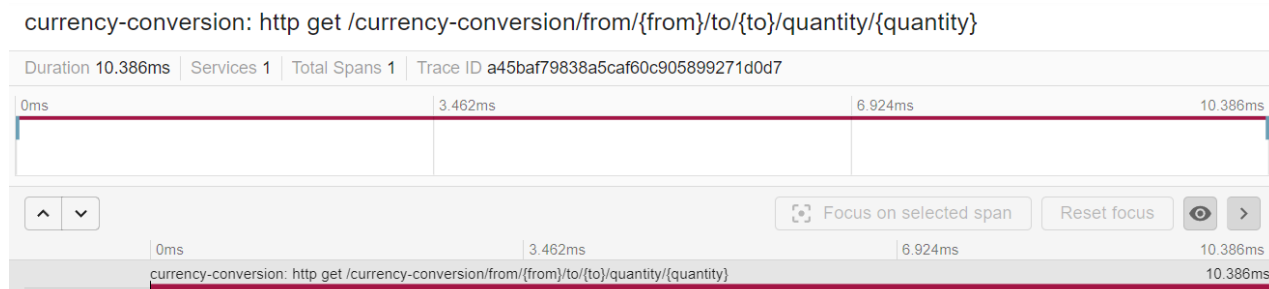 currency-conversion: http get /currency-conversion/from/{from}/to/{to}/quantity/{quantity}
Duration 10.386ms Services 1 Total Spans 1 Trace ID a45baf79838a5caf60c905899271d0d7
0ms 3.462ms 6.924ms 10.386ms
Focus on selected span Reset focus
0ms 3.462ms 6.924ms 10.386ms
currency-conversion: http get /currency-conversion/from/{from}/to/{to}/quantity/{quantity} 10.386ms